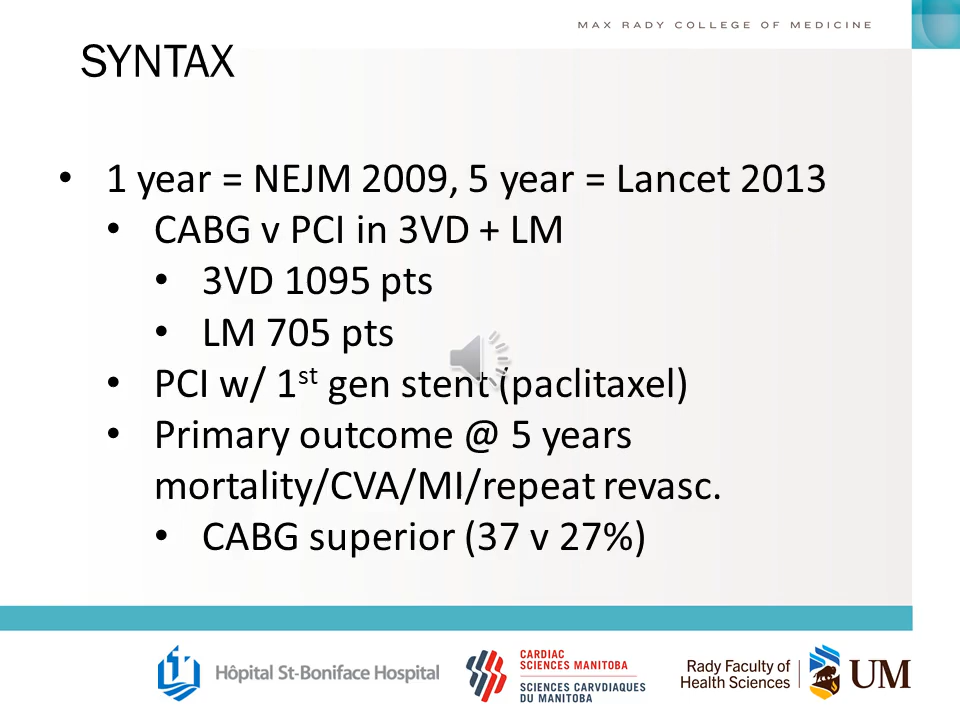 MAX RADY COLLEGE OF MEDICINE
SYNTAX
• 1 year = NEJM 2009, 5 year = Lancet 2013
• CABG v PCI in 3VD + LM
• 3VD 1095 pts
• LM 705 pts
• PCI w/ 1st gen stent (paclitaxel)
• Primary outcome @ 5 years
mortality/CVA/MI/repeat revasc.
• CABG superior (37 v 27%)
Hôpital St-Boniface Hospital
CARDIAC
SCIENCES MANITOBA
SCIENCES CARVDIAQUES
DU MANITOBA
Rady Faculty of
Health Sciences
UM